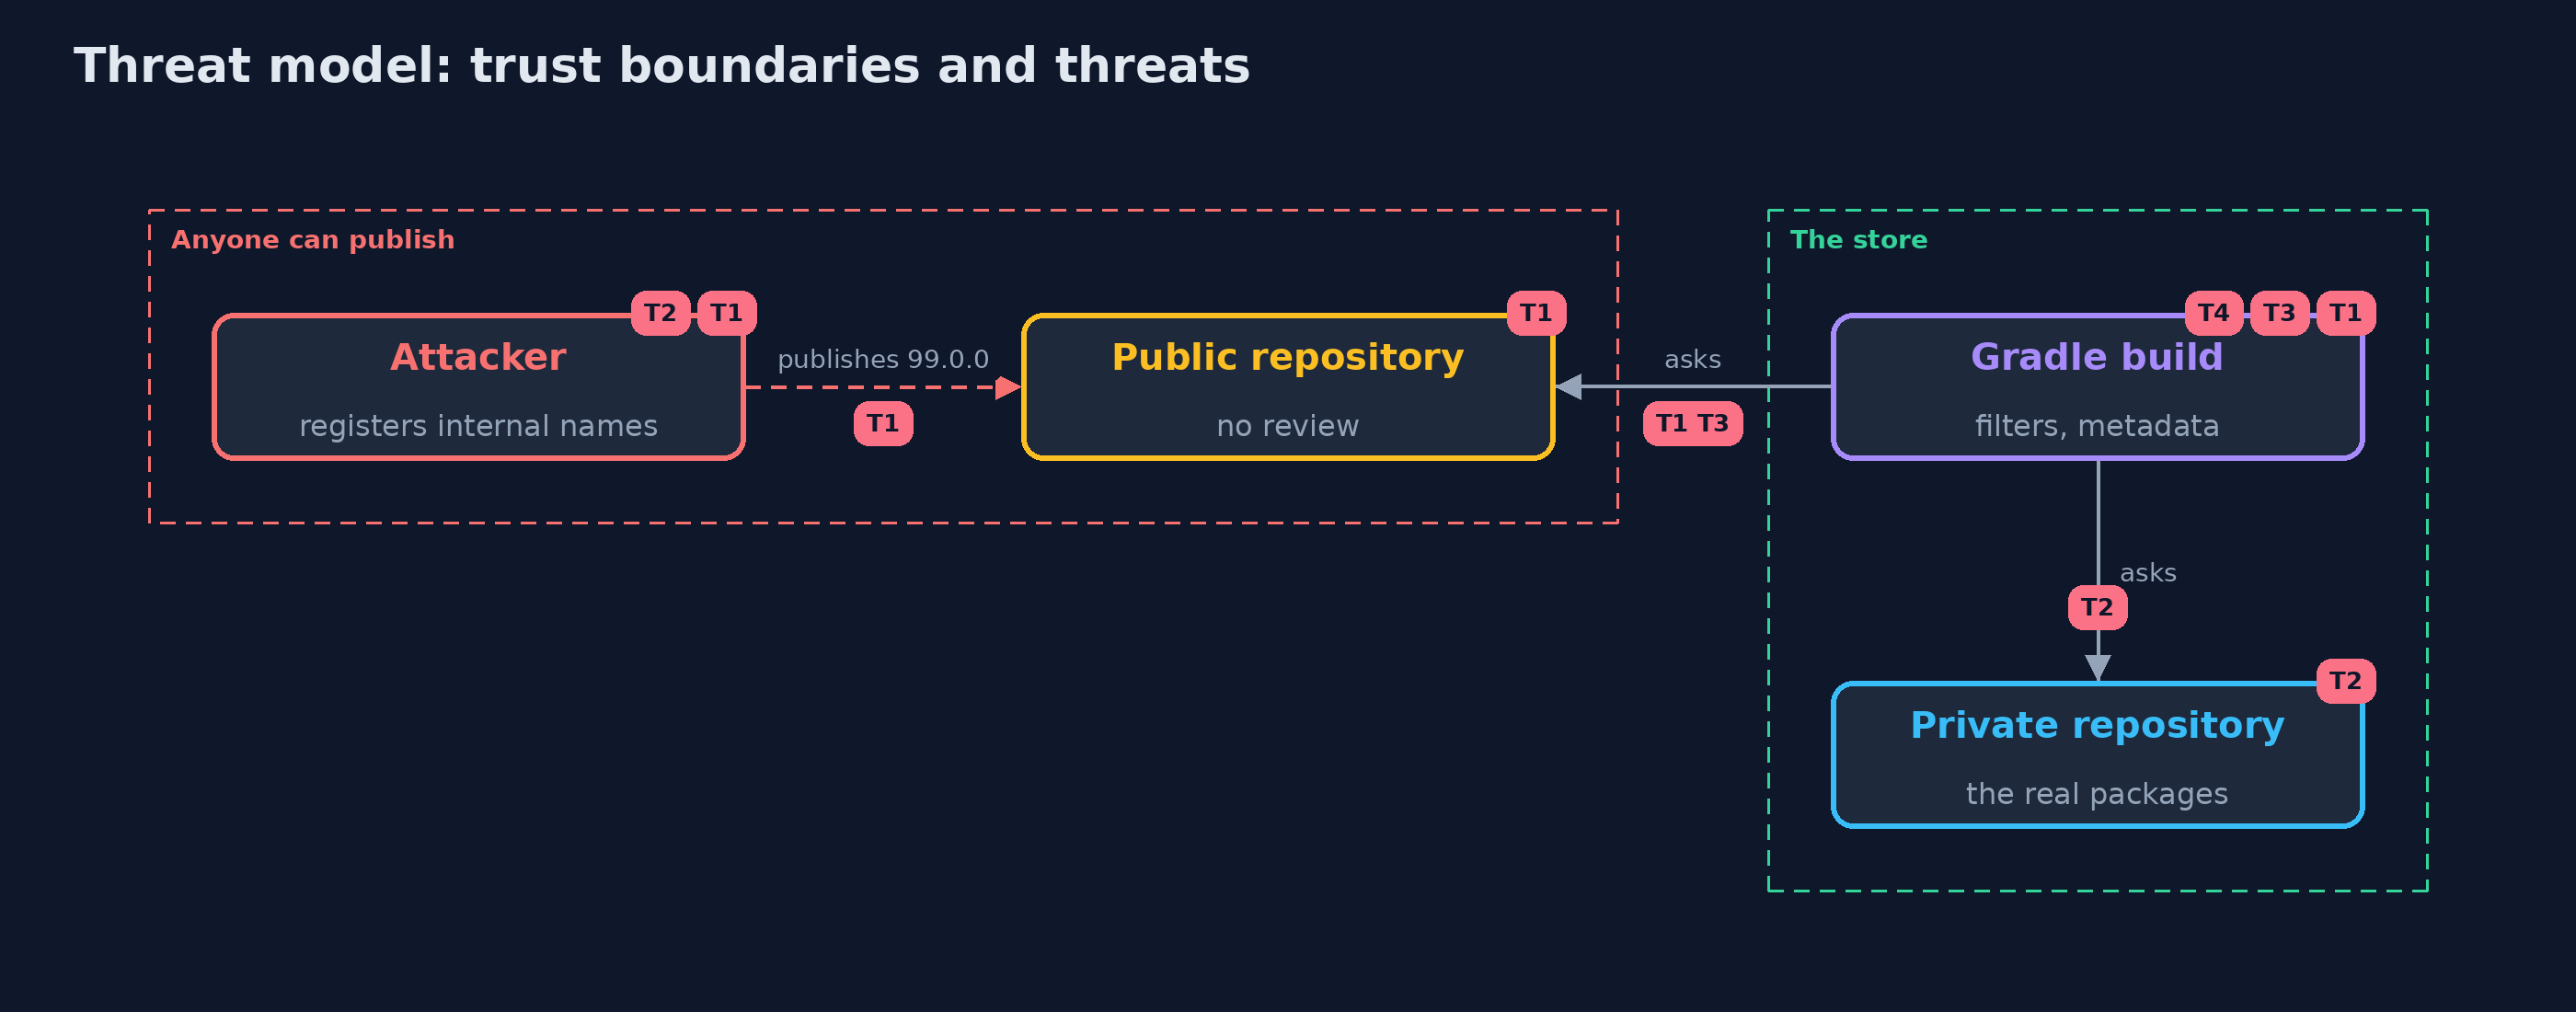 Threat model: trust boundaries and threats
Anyone can publish
T2 T1
Attacker
registers internal names
publishes 99.0.0
T1
T1
Public repository
no review
asks
T1 T3
The store
T4 T3 T1
Gradle build
filters, metadata
asks
T2
T2
Private repository
the real packages